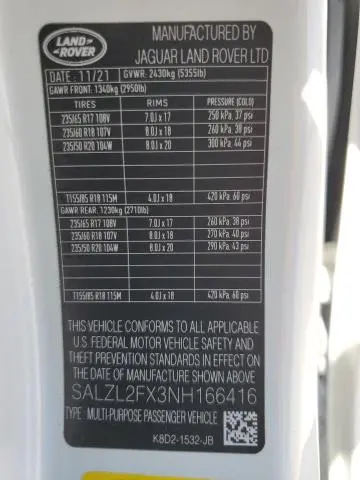 LAND
ROVER
MANUFACTURED BY
JAGUAR LAND ROVER LTD
DATE : 11/21 GVWR: 2430kg (5355lb)
GAWR FRONT: 1340kg (2950lb)
TIRES RIMS PRESSURE (COLD)
235/65 R17 108V 7.0J x 17 250 kPa, 37 psi
235/60 R18 107V 8.0J x 18 260 kPa, 38 psi
235/50 R20 104W 8.0J x 20 300 kPa, 44 psi
T155/85 R18 115M 4.0J x 18 420 kPa, 60 psi
GAWR REAR: 1230kg (2710lb)
235/65 R17 108V 7.0J x 17 260 kPa, 38 psi
235/60 R18 107V 8.0J x 18 270 kPa, 40 psi
235/50 R20 104W 8.0J x 20 290 kPa, 43 psi
T155/85 R18 115M 4.0J x 18 420 kPa, 60 psi
THIS VEHICLE CONFORMS TO ALL APPLICABLE
U.S. FEDERAL MOTOR VEHICLE SAFETY AND
THEFT PREVENTION STANDARDS IN EFFECT ON
THE DATE OF MANUFACTURE SHOWN ABOVE
SALZL2FX3NH166416
TYPE : MULTI-PURPOSE PASSENGER VEHICLE
K8D2-1532-JB